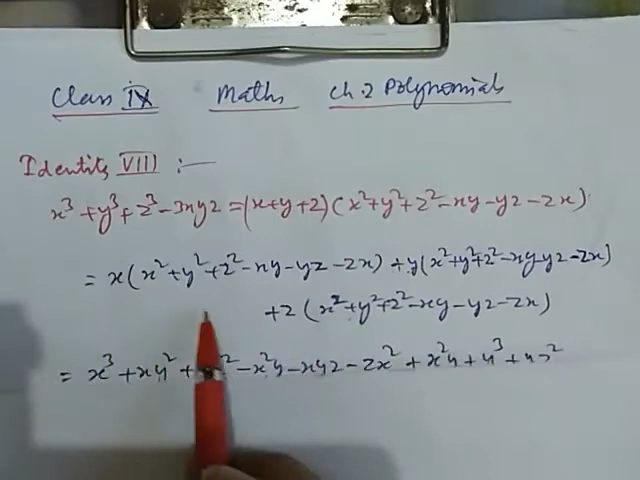 Class IX Maths Ch.2 Polynomials
Identity VIII :—
x³ + y³ + z³ - 3xyz = (x+y+z) (x²+y²+z²-xy-yz-zx)
= x(x²+y²+z²-xy-yz-zx) + y(x²+y²+z²-xy-yz-zx)
+z (x²+y²+z²-xy-yz-zx)
= x³ + xy² + ² - x²y - xyz - zx² + x²y + y³ + yz²